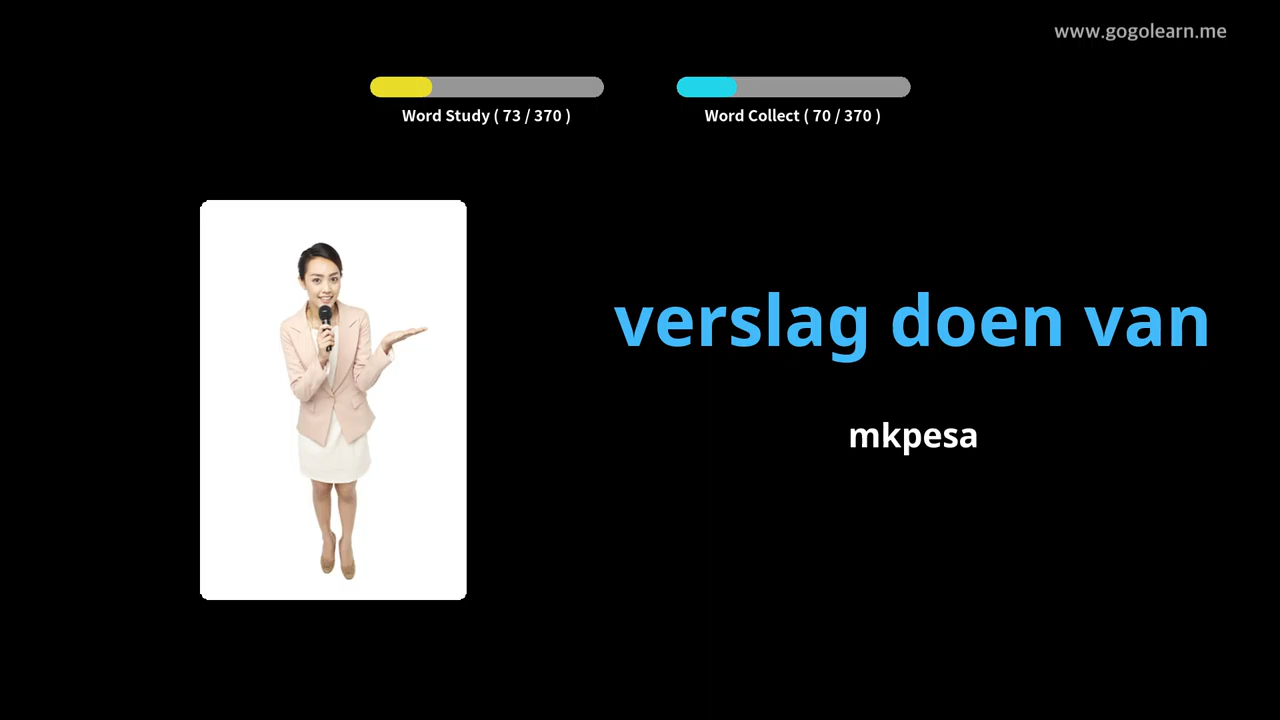 www.gogolearn.me
Word Study ( 73 / 370 )
Word Collect ( 70 / 370 )
verslag doen van
mkpesa